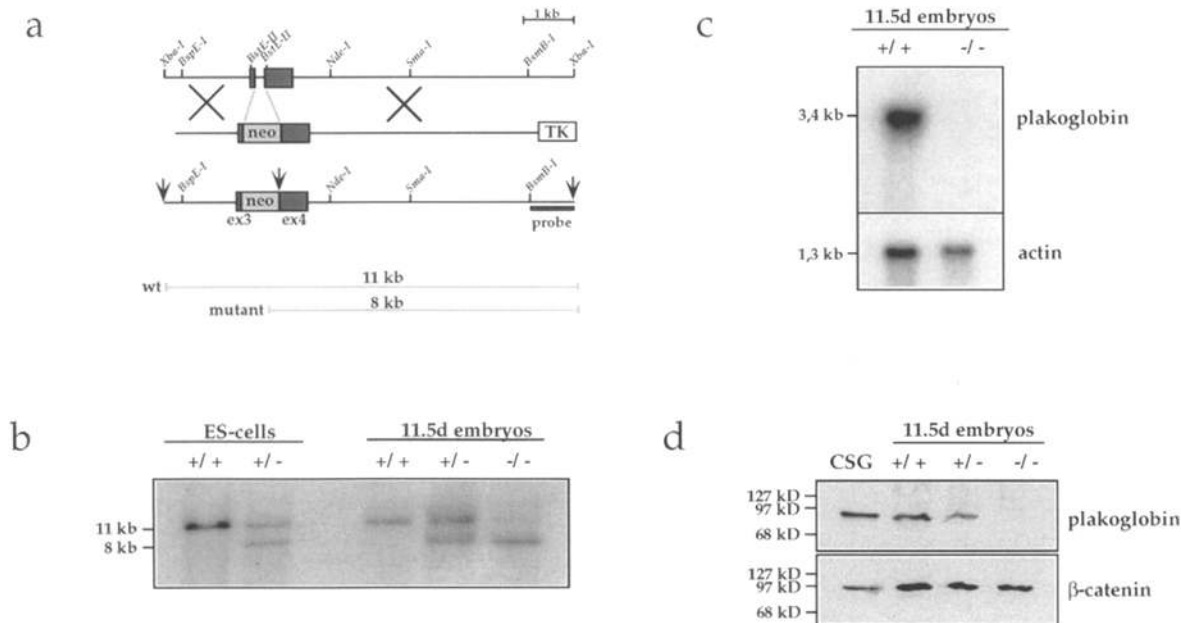 a
1 kb
Xba-I BspE-I BstE-II BstE-II Nde-I Sma-I BsmB-I Xba-I
neo TK
BspE-I Nde-I Sma-I BsmB-I
neo
ex3 ex4 probe
wt 11 kb
mutant 8 kb
b
ES-cells 11.5d embryos
+/+ +/- +/+ +/- -/-
11 kb
8 kb
c
11.5d embryos
+/+ -/-
3,4 kb plakoglobin
1,3 kb actin
d
11.5d embryos
CSG +/+ +/- -/-
127 kD
97 kD plakoglobin
68 kD
127 kD
97 kD β-catenin
68 kD